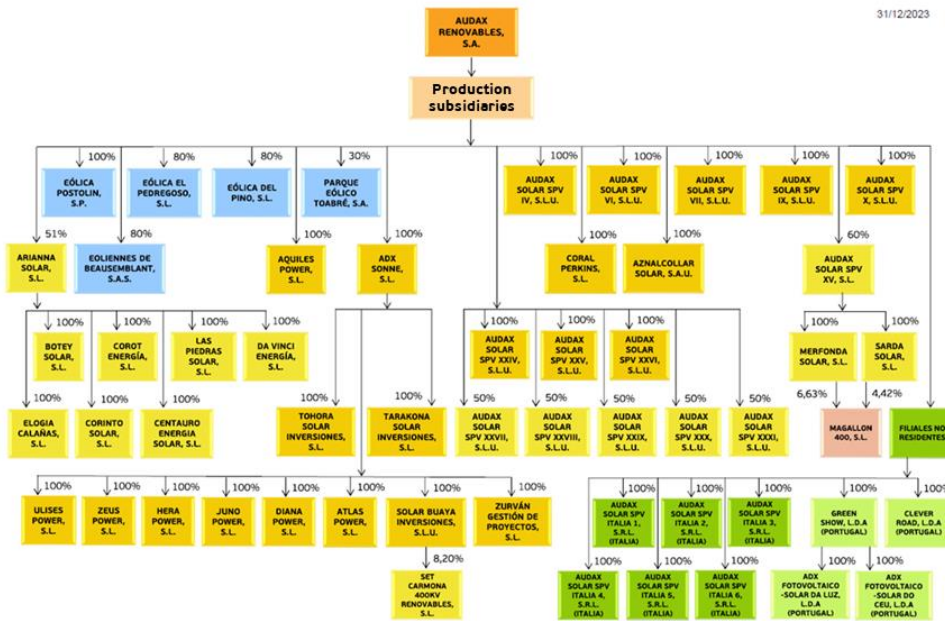 31/12/2023
AUDAX
RENOVABLES,
S.A.
Production
subsidiaries
100%
80%
80%
30%
100%
100%
100%
100%
100%
EÓLICA
POSTOLIN,
S.P.
EÓLICA EL
PEDREGOSO,
S.L.
EÓLICA DEL
PINO, S.L.
PARQUE
EÓLICO
TOABRÉ, S.A.
AUDAX
SOLAR SPV
IV, S.L.U.
AUDAX
SOLAR SPV
VI, S.L.U.
AUDAX
SOLAR SPV
VII, S.L.U.
AUDAX
SOLAR SPV
IX, S.L.U.
AUDAX
SOLAR SPV
X, S.L.U.
51%
80%
100%
100%
100%
100%
60%
ARIANNA
SOLAR,
S.L.
EOLIENNES DE
BEAUSEMBLANT,
S.A.S.
AQUILES
POWER,
S.L.
ADX
SONNE,
S.L.
CORAL
PERKINS,
S.L.
AZNALCOLLAR
SOLAR, S.A.U.
AUDAX
SOLAR SPV
XV, S.L.
100%
100%
100%
100%
100%
100%
100%
100%
100%
BOTEY
SOLAR,
S.L.
COROT
ENERGÍA,
S.L.
LAS
PIEDRAS
SOLAR,
S.L.
DA VINCI
ENERGÍA,
S.L.
AUDAX
SOLAR
SPV XXIV,
S.L.U.
AUDAX
SOLAR
SPV XXV,
S.L.U.
AUDAX
SOLAR
SPV XXVI,
S.L.U.
MERFONDA
SOLAR, S.L.
SARDA
SOLAR,
S.L.
6,63%
4,42%
100%
100%
100%
100%
100%
50%
50%
50%
50%
50%
ELOGIA
CALAÑAS,
S.L.
CORINTO
SOLAR,
S.L.
CENTAURO
ENERGIA
SOLAR, S.L.
TOHORA
SOLAR
INVERSIONES,
S.L.
TARAKONA
SOLAR
INVERSIONES,
S.L.
AUDAX
SOLAR
SPV XXVII,
S.L.U.
AUDAX
SOLAR
SPV XXVIII,
S.L.U.
AUDAX
SOLAR
SPV XXIX,
S.L.U.
AUDAX
SOLAR
SPV XXX,
S.L.U.
AUDAX
SOLAR
SPV XXXI,
S.L.U.
MAGALLON
400, S.L.
FILIALES NO
RESIDENTES
100%
100%
100%
100%
100%
100%
100%
100%
100%
100%
100%
100%
100%
ULISES
POWER,
S.L.
ZEUS
POWER,
S.L.
HERA
POWER,
S.L.
JUNO
POWER,
S.L.
DIANA
POWER,
S.L.
ATLAS
POWER,
S.L.
SOLAR BUAYA
INVERSIONES,
S.L.U.
ZURVÁN
GESTIÓN DE
PROYECTOS,
S.L.
AUDAX
SOLAR SPV
ITALIA 1,
S.R.L.
(ITALIA)
AUDAX
SOLAR SPV
ITALIA 2,
S.R.L.
(ITALIA)
AUDAX
SOLAR SPV
ITALIA 3,
S.R.L.
(ITALIA)
GREEN
SHOW, L.D.A
(PORTUGAL)
CLEVER
ROAD, L.D.A
(PORTUGAL)
8,20%
100%
100%
100%
100%
100%
SET
CARMONA
400KV
RENOVABLES,
S.L.
AUDAX
SOLAR SPV
ITALIA 4,
S.R.L.
(ITALIA)
AUDAX
SOLAR SPV
ITALIA 5,
S.R.L.
(ITALIA)
AUDAX
SOLAR SPV
ITALIA 6,
S.R.L.
(ITALIA)
ADX
FOTOVOLTAICO
-SOLAR DA LUZ,
L.D.A
(PORTUGAL)
ADX
FOTOVOLTAICO
-SOLAR DO
CEU, L.D.A
(PORTUGAL)